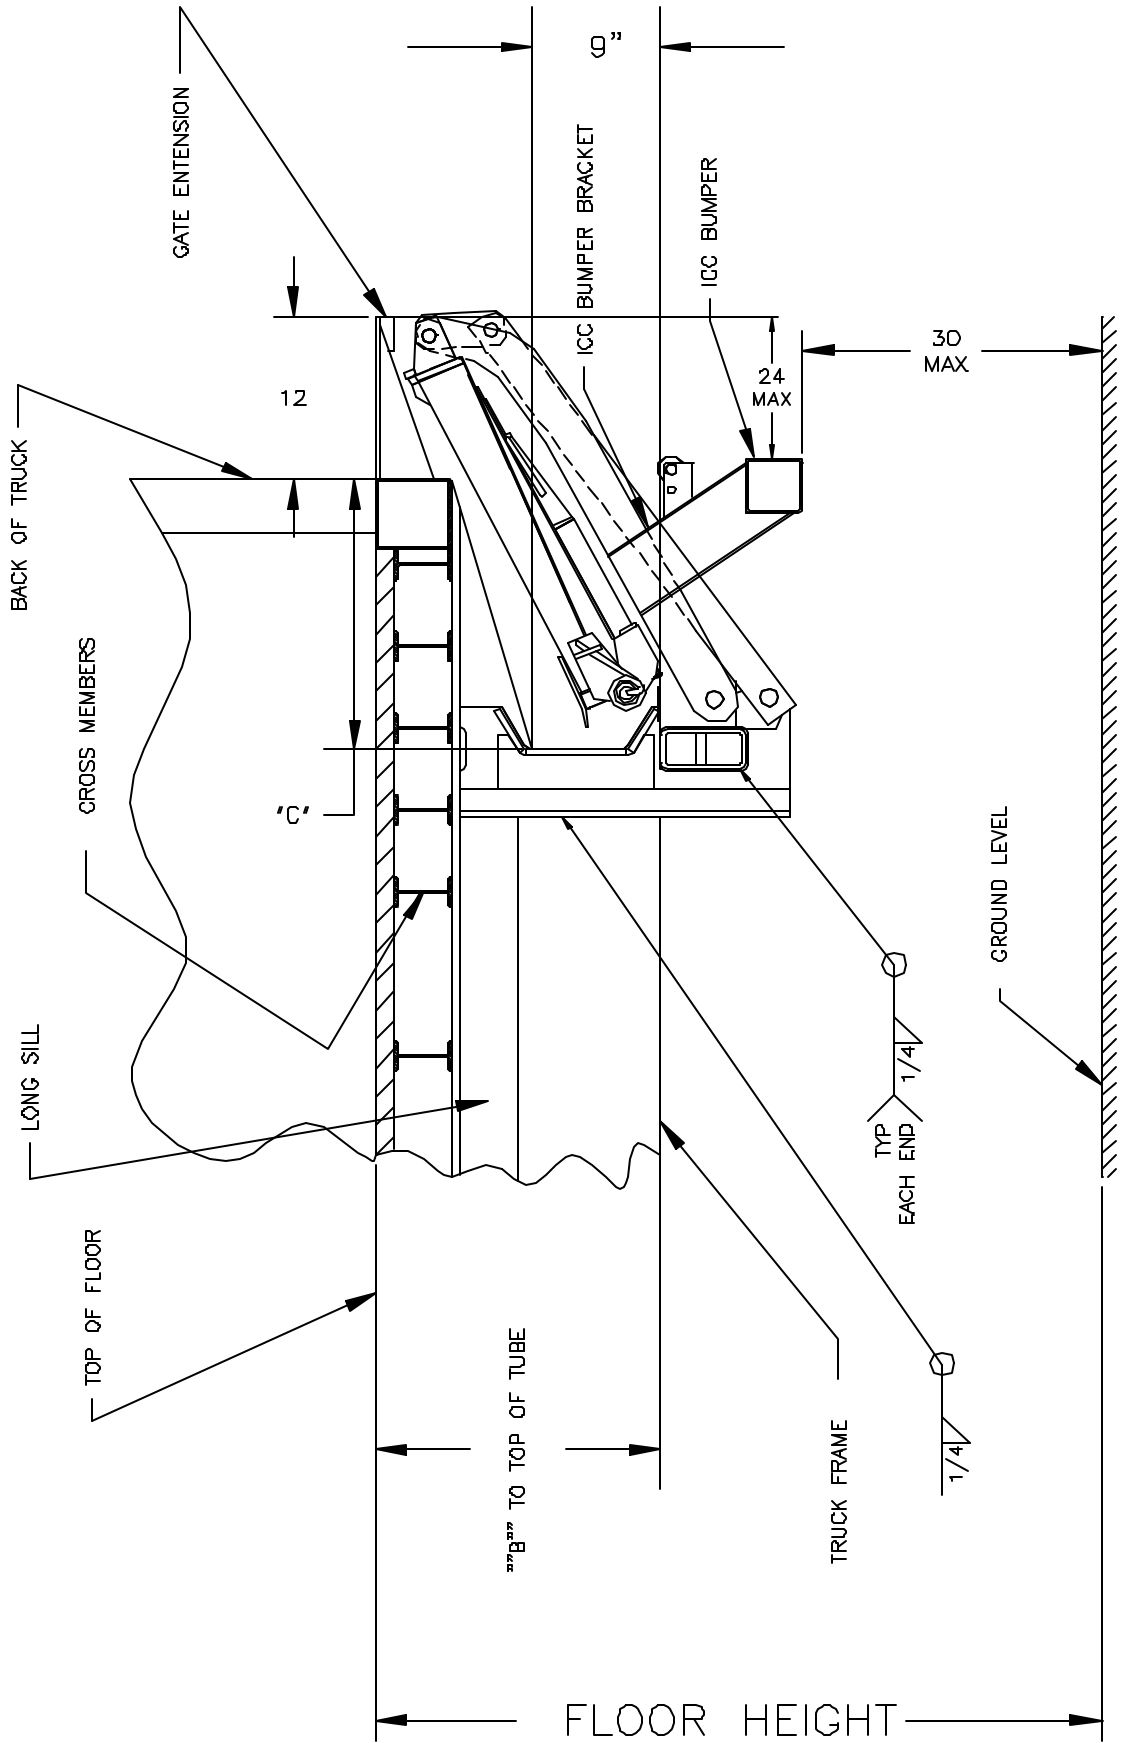 GATE ENTENSION
9"
ICC BUMPER BRACKET
ICC BUMPER
30
MAX
24
MAX
12
BACK OF TRUCK
CROSS MEMBERS
'C'
GROUND LEVEL
LONG SILL
1/4
TYP
EACH END
TOP OF FLOOR
""B"" TO TOP OF TUBE
TRUCK FRAME
1/4
FLOOR HEIGHT